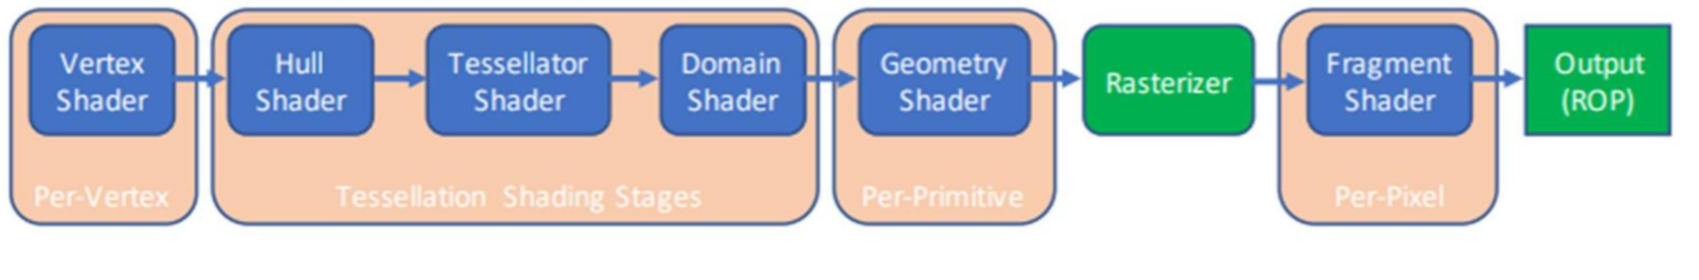 Vertex
Shader
Hull
Shader
Tessellator
Shader
Domain
Shader
Geometry
Shader
Rasterizer
Fragment
Shader
Output
(ROP)
Per-Vertex
Tessellation Shading Stages
Per-Primitive
Per-Pixel